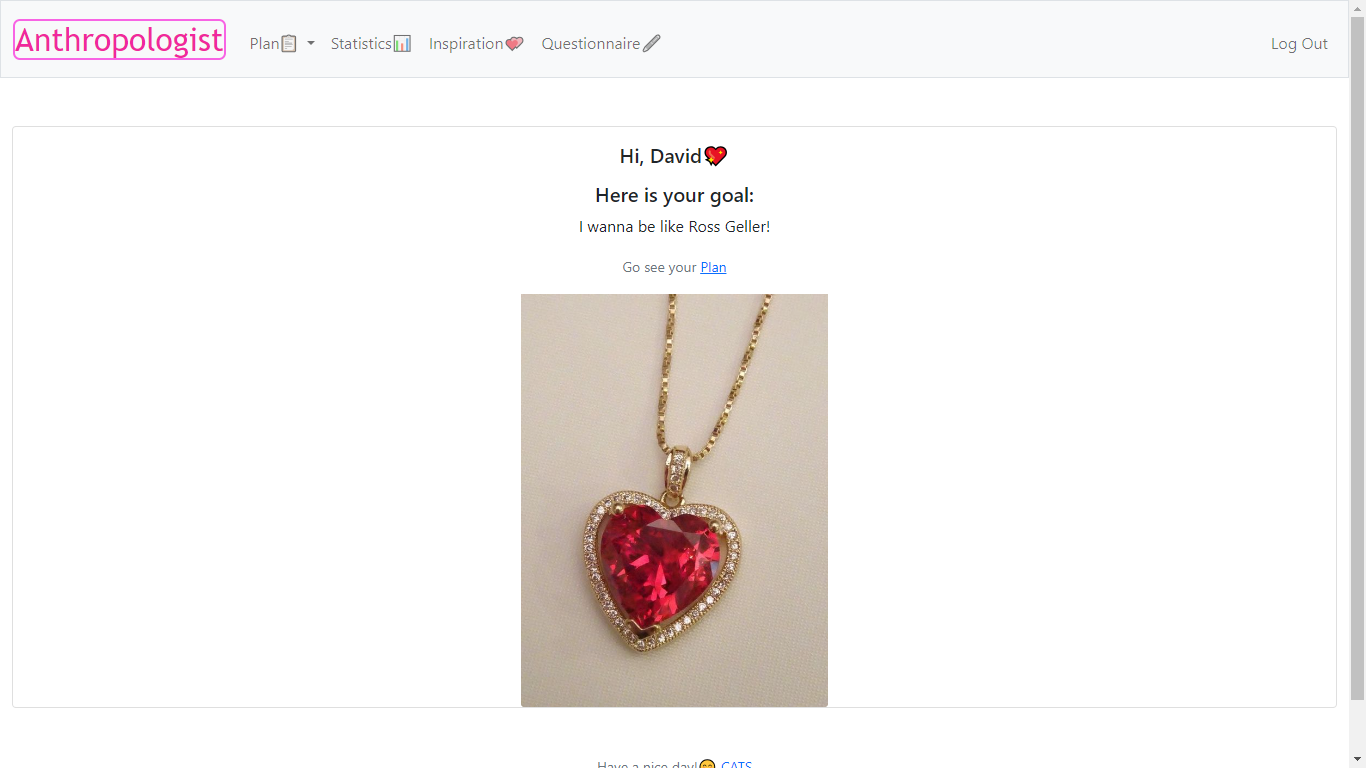 Anthropologist
Plan📋 Statistics📊 Inspiration💞 Questionnaire🖊 Log Out
Hi, David💖
Here is your goal:
I wanna be like Ross Geller!
Go see your Plan
Have a nice day!😊 CATS